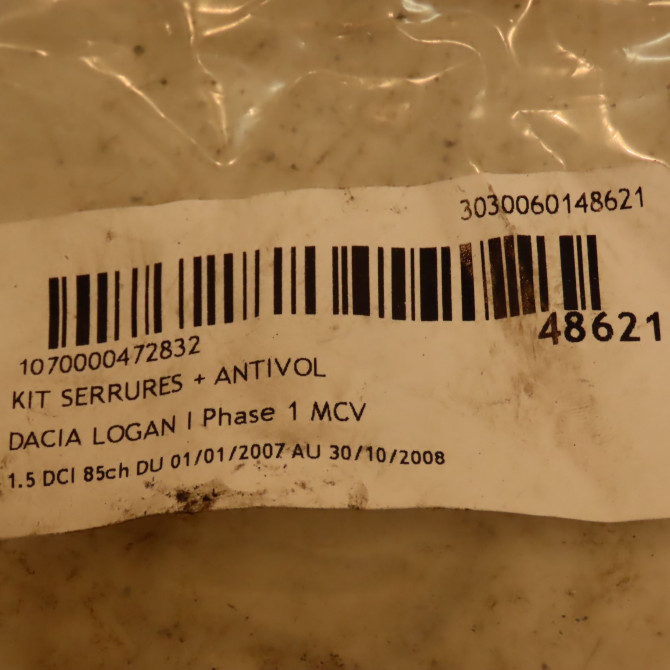 3030060148621
48621
1070000472832
KIT SERRURES + ANTIVOL
DACIA LOGAN I Phase 1 MCV
1.5 DCI 85ch DU 01/01/2007 AU 30/10/2008